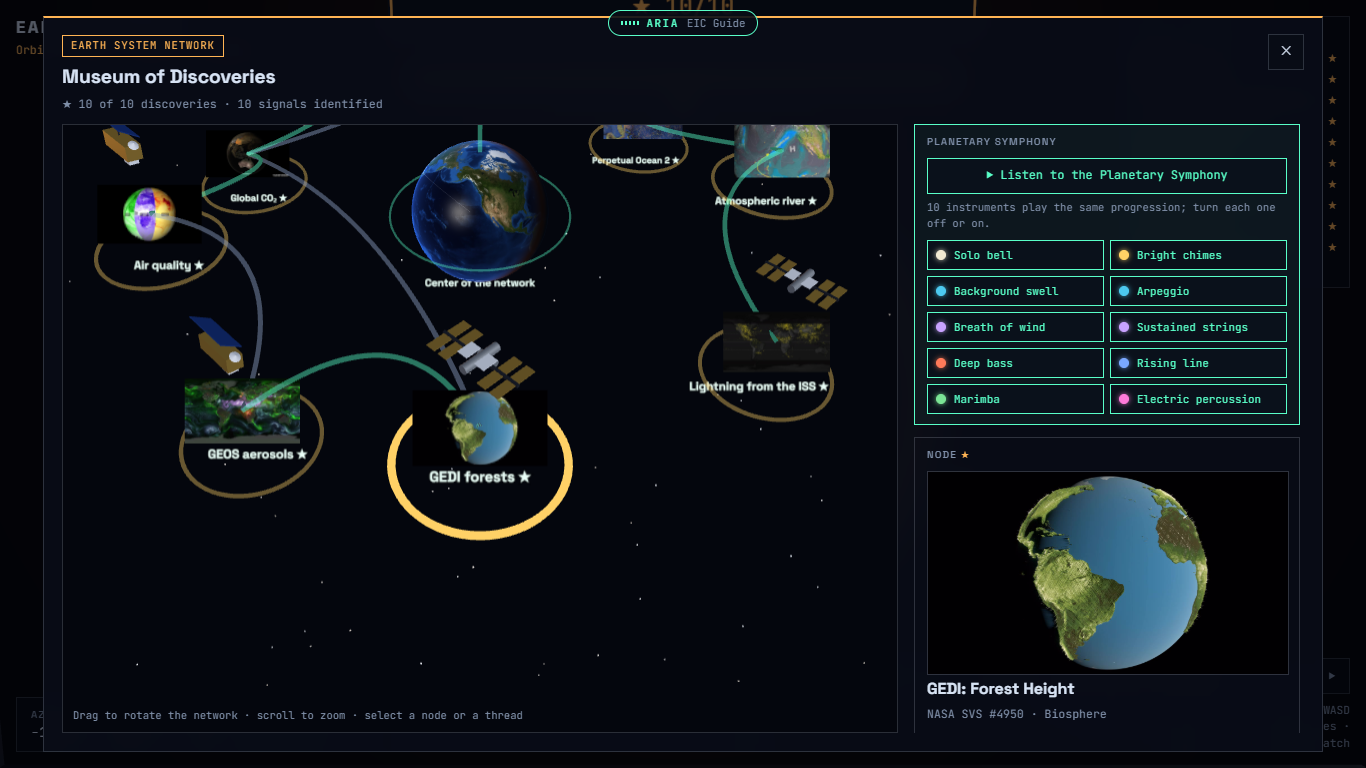 ★ 10/10
ARIA EIC Guide
EARTH SYSTEM NETWORK
Museum of Discoveries
★ 10 of 10 discoveries · 10 signals identified
Global CO₂ ★
Perpetual Ocean 2 ★
Atmospheric river ★
Air quality ★
Center of the network
Lightning from the ISS ★
GEOS aerosols ★
GEDI forests ★
Drag to rotate the network · scroll to zoom · select a node or a thread
PLANETARY SYMPHONY
Listen to the Planetary Symphony
10 instruments play the same progression; turn each one
off or on.
Solo bell
Bright chimes
Background swell
Arpeggio
Breath of wind
Sustained strings
Deep bass
Rising line
Marimba
Electric percussion
NODE ★
GEDI: Forest Height
NASA SVS #4950 · Biosphere
WASD